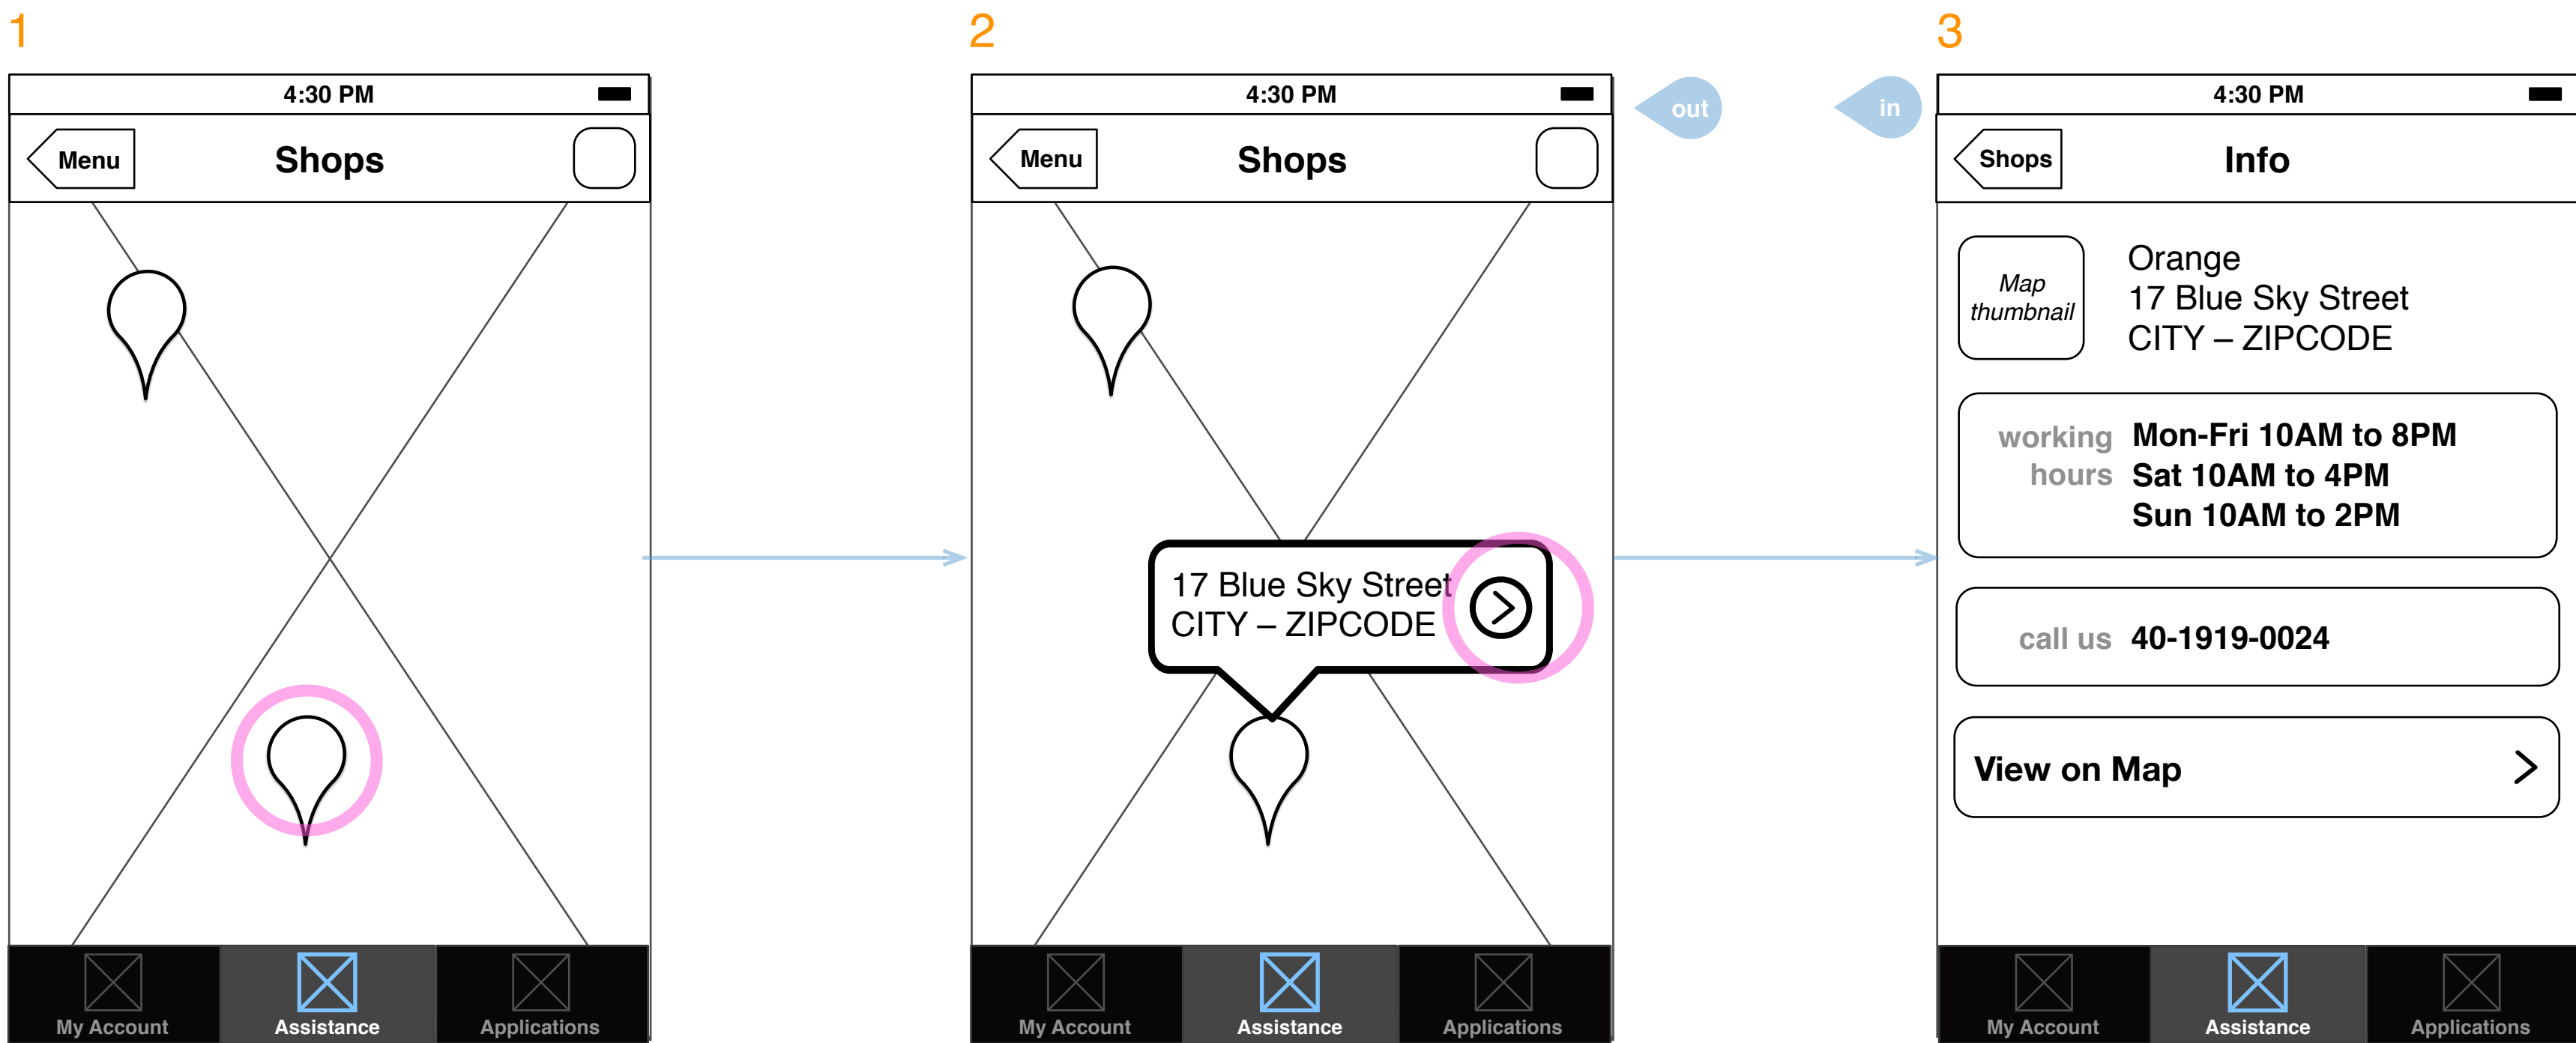 1
4:30 PM
Menu
Shops
My Account
Assistance
Applications
2
4:30 PM
Menu
Shops
17 Blue Sky Street
CITY – ZIPCODE
My Account
Assistance
Applications
out
in
3
4:30 PM
Shops
Info
Map
thumbnail
Orange
17 Blue Sky Street
CITY – ZIPCODE
working
hours
Mon-Fri 10AM to 8PM
Sat 10AM to 4PM
Sun 10AM to 2PM
call us 40-1919-0024
View on Map
My Account
Assistance
Applications